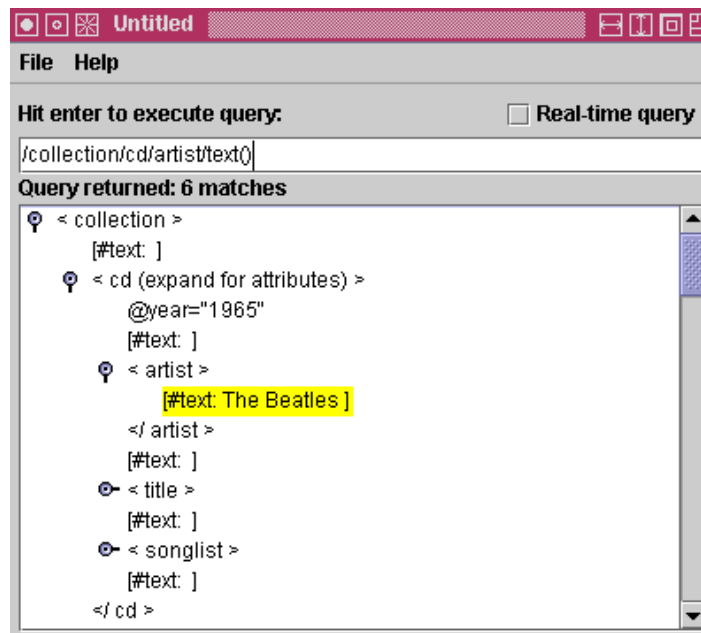 Untitled
File Help
Hit enter to execute query: Real-time query
/collection/cd/artist/text()
Query returned: 6 matches
< collection >
[#text: ]
< cd (expand for attributes) >
@year="1965"
[#text: ]
< artist >
[#text: The Beatles ]
</ artist >
[#text: ]
< title >
[#text: ]
< songlist >
[#text: ]
</ cd >